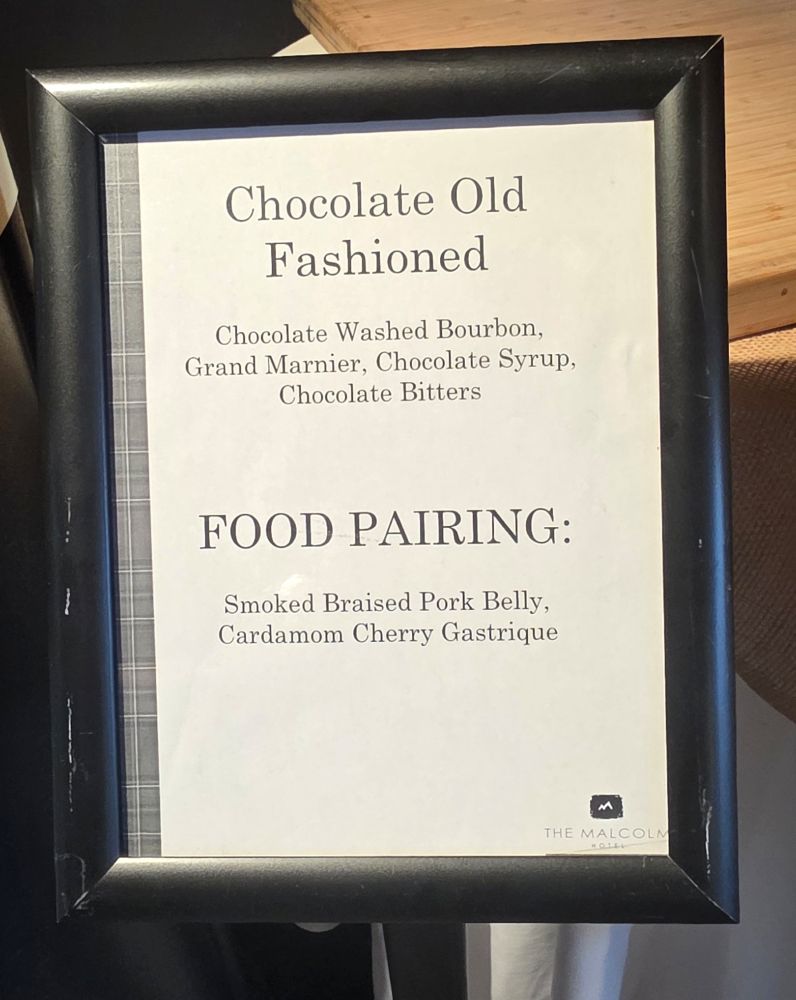 Chocolate Old
Fashioned
Chocolate Washed Bourbon,
Grand Marnier, Chocolate Syrup,
Chocolate Bitters
FOOD PAIRING:
Smoked Braised Pork Belly,
Cardamom Cherry Gastrique
THE MALCOLM
HOTEL